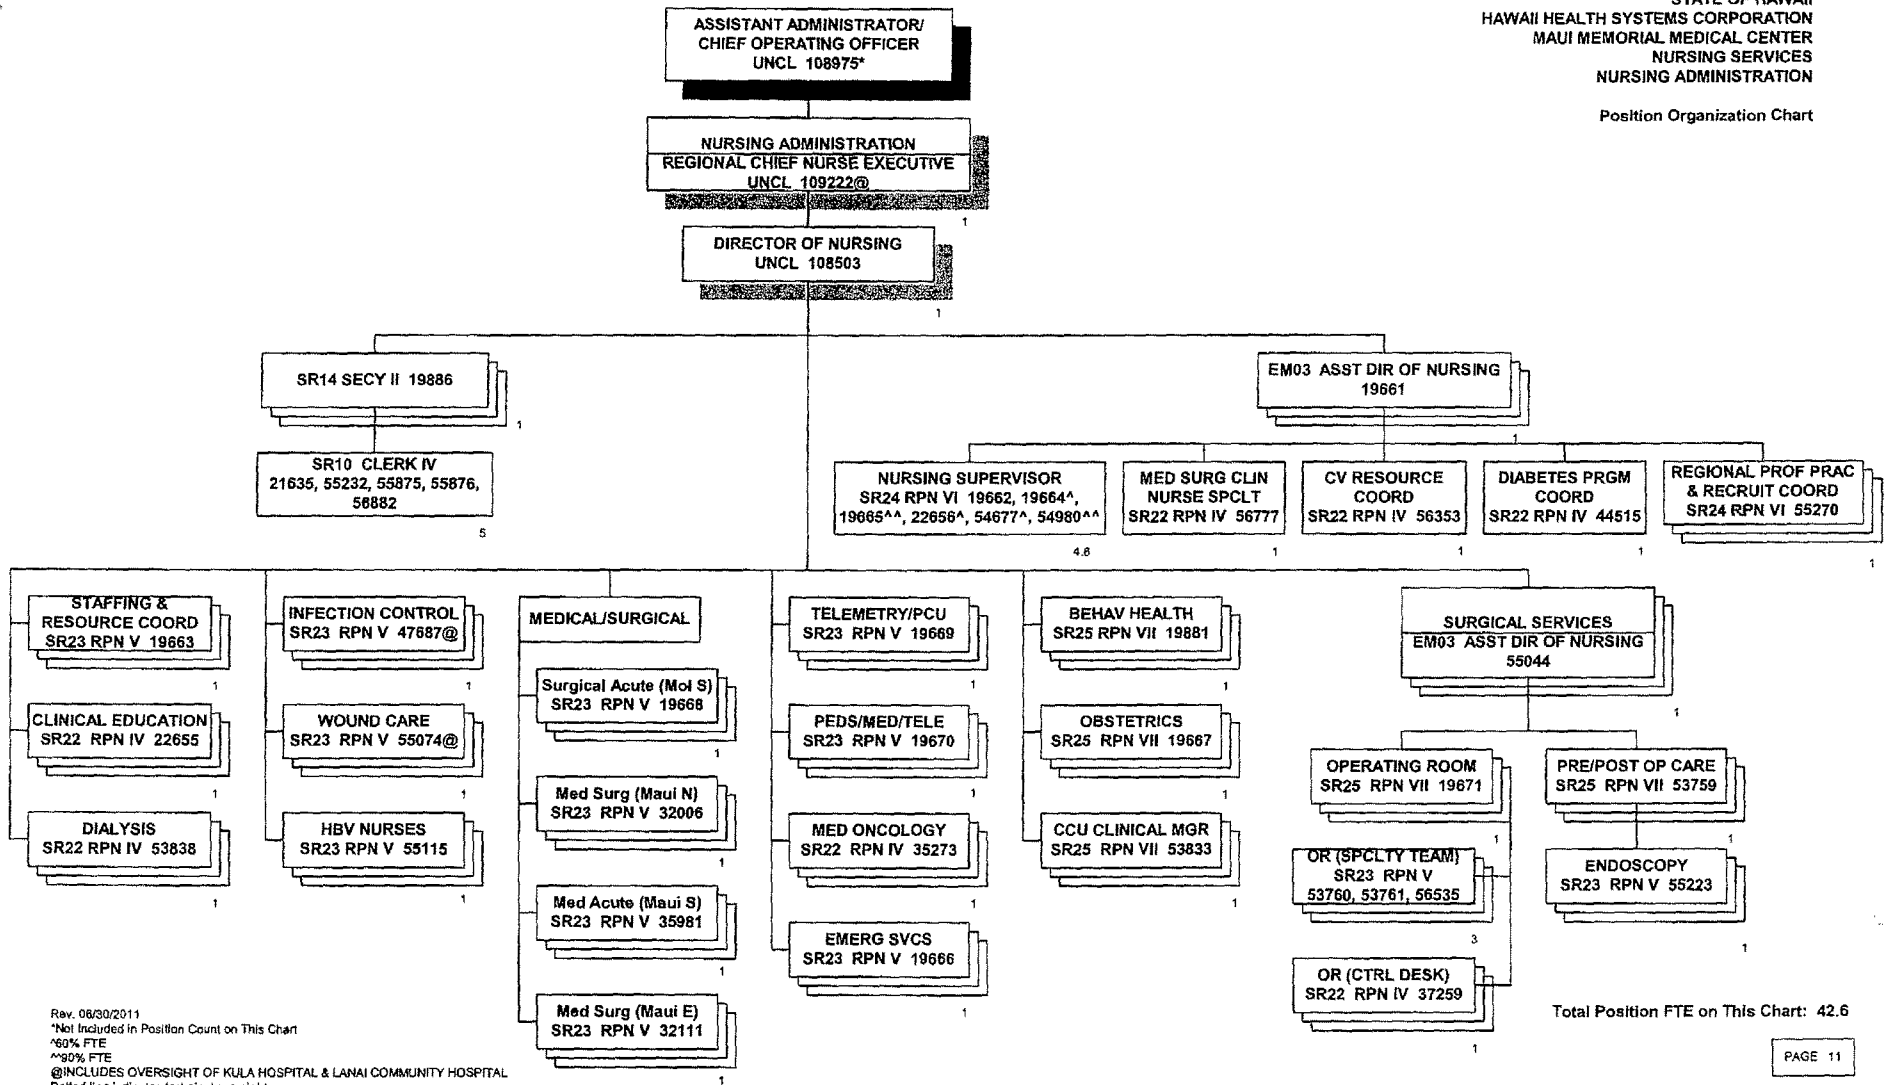 STATE OF HAWAII
HAWAII HEALTH SYSTEMS CORPORATION
MAUI MEMORIAL MEDICAL CENTER
NURSING SERVICES
NURSING ADMINISTRATION
Position Organization Chart
ASSISTANT ADMINISTRATOR/
CHIEF OPERATING OFFICER
UNCL 108975*
NURSING ADMINISTRATION
REGIONAL CHIEF NURSE EXECUTIVE
UNCL 109222@
1
DIRECTOR OF NURSING
UNCL 108503
1
SR14 SECY II 19886
1
SR10 CLERK IV
21635, 55232, 55875, 55876,
56882
5
EM03 ASST DIR OF NURSING
19661
1
NURSING SUPERVISOR
SR24 RPN VI 19662, 19664^,
19665^^, 22656^, 54677^, 54980^^
4.6
MED SURG CLIN
NURSE SPCLT
SR22 RPN IV 56777
1
CV RESOURCE
COORD
SR22 RPN IV 56353
1
DIABETES PRGM
COORD
SR22 RPN IV 44515
1
REGIONAL PROF PRAC
& RECRUIT COORD
SR24 RPN VI 55270
1
STAFFING &
RESOURCE COORD
SR23 RPN V 19663
1
CLINICAL EDUCATION
SR22 RPN IV 22655
1
DIALYSIS
SR22 RPN IV 53838
1
INFECTION CONTROL
SR23 RPN V 47687@
1
WOUND CARE
SR23 RPN V 55074@
1
HBV NURSES
SR23 RPN V 55115
1
MEDICAL/SURGICAL
Surgical Acute (Mol S)
SR23 RPN V 19668
1
Med Surg (Maui N)
SR23 RPN V 32006
1
Med Acute (Maui S)
SR23 RPN V 35981
1
Med Surg (Maui E)
SR23 RPN V 32111
1
TELEMETRY/PCU
SR23 RPN V 19669
1
PEDS/MED/TELE
SR23 RPN V 19670
1
MED ONCOLOGY
SR22 RPN IV 35273
1
EMERG SVCS
SR23 RPN V 19666
1
BEHAV HEALTH
SR25 RPN VII 19881
1
OBSTETRICS
SR25 RPN VII 19667
1
CCU CLINICAL MGR
SR25 RPN VII 53833
1
SURGICAL SERVICES
EM03 ASST DIR OF NURSING
55044
1
OPERATING ROOM
SR25 RPN VII 19671
1
OR (SPCLTY TEAM)
SR23 RPN V
53760, 53761, 56535
3
OR (CTRL DESK)
SR22 RPN IV 37259
1
PRE/POST OP CARE
SR25 RPN VII 53759
1
ENDOSCOPY
SR23 RPN V 55223
1
Rev. 06/30/2011
*Not Included in Position Count on This Chart
^60% FTE
^^90% FTE
@INCLUDES OVERSIGHT OF KULA HOSPITAL & LANAI COMMUNITY HOSPITAL
Total Position FTE on This Chart: 42.6
PAGE 11